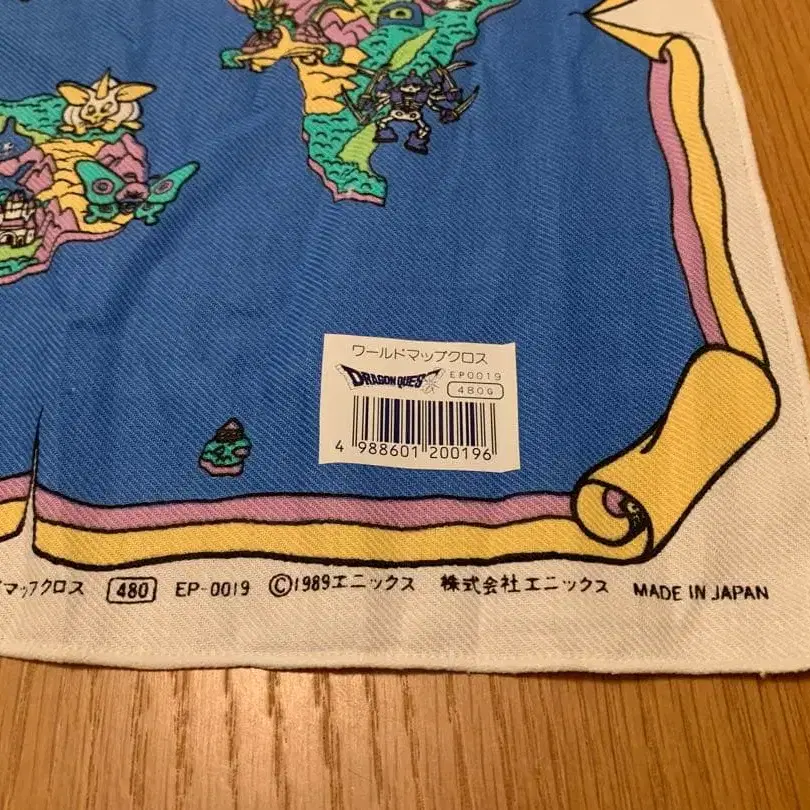 ワールドマップクロス
DRAGON QUEST
EP0019
480G
4 988601 200196
マップクロス 480 EP-0019 ©1989エニックス 株式会社エニックス MADE IN JAPAN